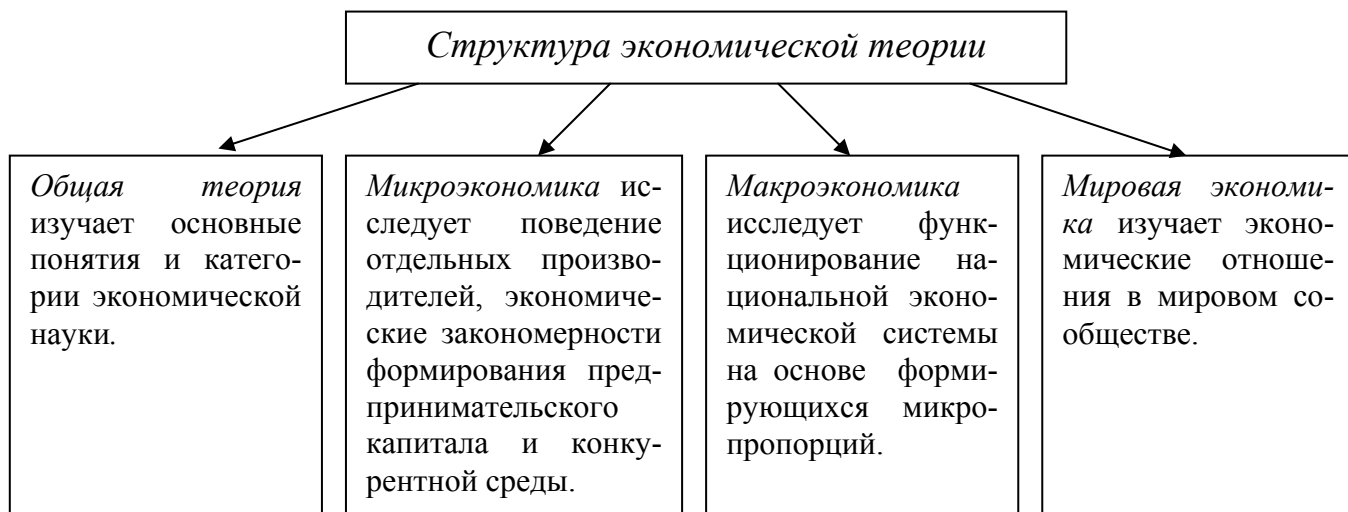 Структура экономической теории
Общая теория
изучает основные
понятия и катего-
рии экономической
науки.
Микроэкономика ис-
следует поведение
отдельных произво-
дителей, экономиче-
ские закономерности
формирования пред-
принимательского
капитала и конку-
рентной среды.
Макроэкономика
исследует функ-
ционирование на-
циональной эконо-
мической системы
на основе форми-
рующихся микро-
пропорций.
Мировая экономи-
ка изучает эконо-
мические отноше-
ния в мировом со-
обществе.